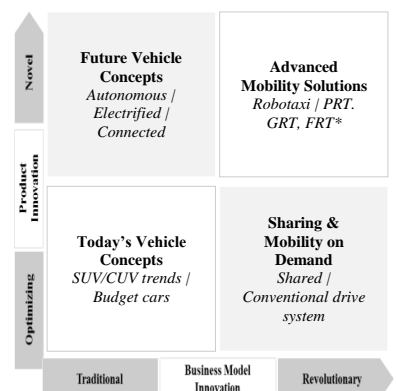 Novel
Product
Innovation
Optimizing
Future Vehicle
Concepts
Autonomous |
Electrified |
Connected
Advanced
Mobility Solutions
Robotaxi | PRT.
GRT, FRT*
Today's Vehicle
Concepts
SUV/CUV trends |
Budget cars
Sharing &
Mobility on
Demand
Shared |
Conventional drive
system
Traditional
Business Model
Innovation
Revolutionary